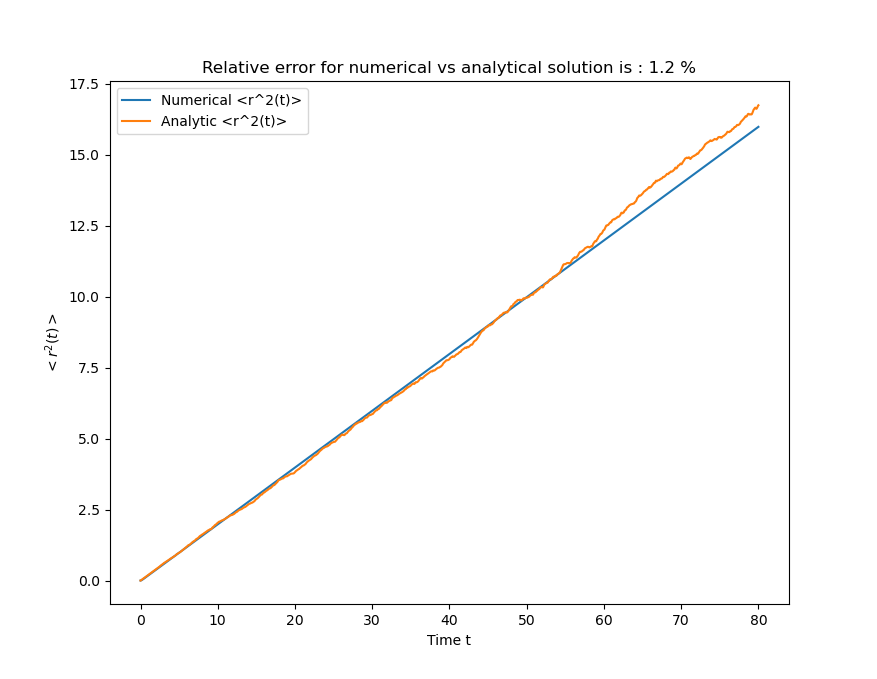 Relative error for numerical vs analytical solution is : 1.2 %
Numerical <r^2(t)>
Analytic <r^2(t)>
17.5
15.0
12.5
10.0
7.5
5.0
2.5
0.0
< r²(t) >
0 10 20 30 40 50 60 70 80
Time t